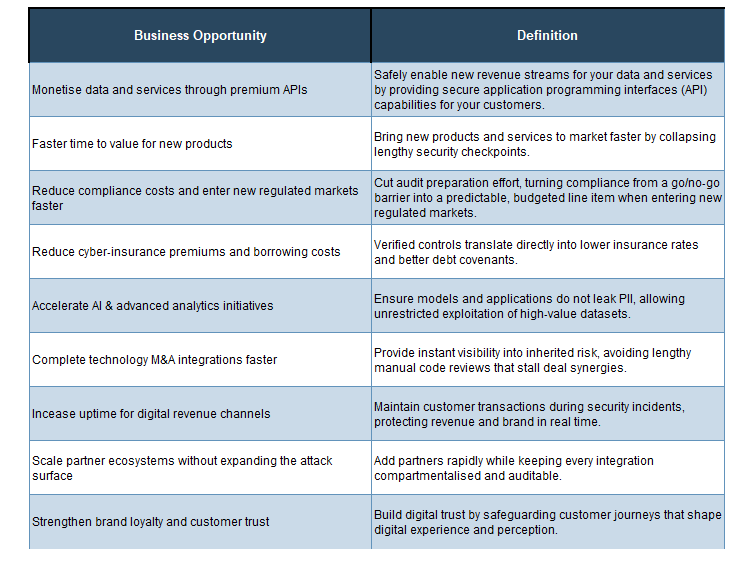 Business Opportunity
Definition
Monetise data and services through premium APIs
Safely enable new revenue streams for your data and services
by providing secure application programming interfaces (API)
capabilities for your customers.
Faster time to value for new products
Bring new products and services to market faster by collapsing
lengthy security checkpoints.
Reduce compliance costs and enter new regulated markets
faster
Cut audit preparation effort, turning compliance from a go/no-go
barrier into a predictable, budgeted line item when entering new
regulated markets.
Reduce cyber-insurance premiums and borrowing costs
Verified controls translate directly into lower insurance rates
and better debt covenants.
Accelerate AI & advanced analytics initiatives
Ensure models and applications do not leak PII, allowing
unrestricted exploitation of high-value datasets.
Complete technology M&A integrations faster
Provide instant visibility into inherited risk, avoiding lengthy
manual code reviews that stall deal synergies.
Incease uptime for digital revenue channels
Maintain customer transactions during security incidents,
protecting revenue and brand in real time.
Scale partner ecosystems without expanding the attack
surface
Add partners rapidly while keeping every integration
compartmentalised and auditable.
Strengthen brand loyalty and customer trust
Build digital trust by safeguarding customer journeys that shape
digital experience and perception.